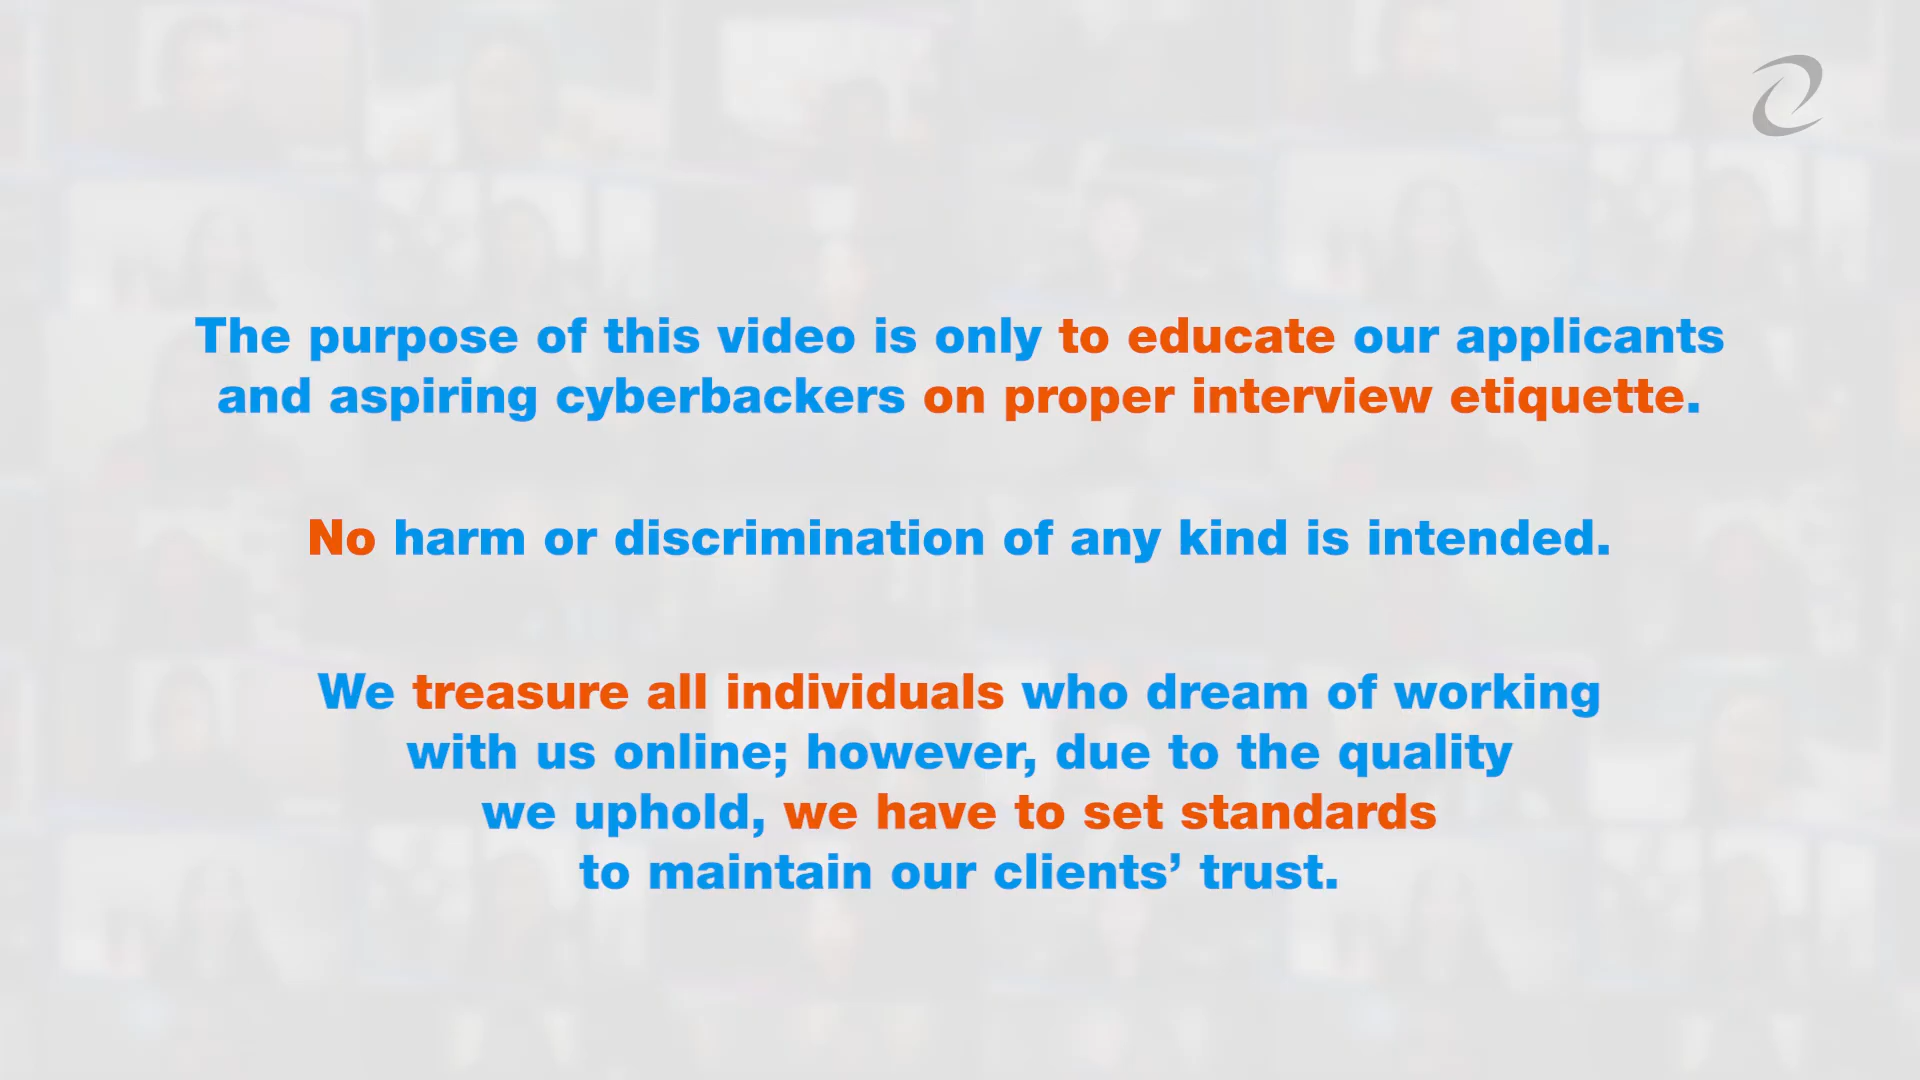 The purpose of this video is only to educate our applicants
and aspiring cyberbackers on proper interview etiquette.
No harm or discrimination of any kind is intended.
We treasure all individuals who dream of working
with us online; however, due to the quality
we uphold, we have to set standards
to maintain our clients’ trust.